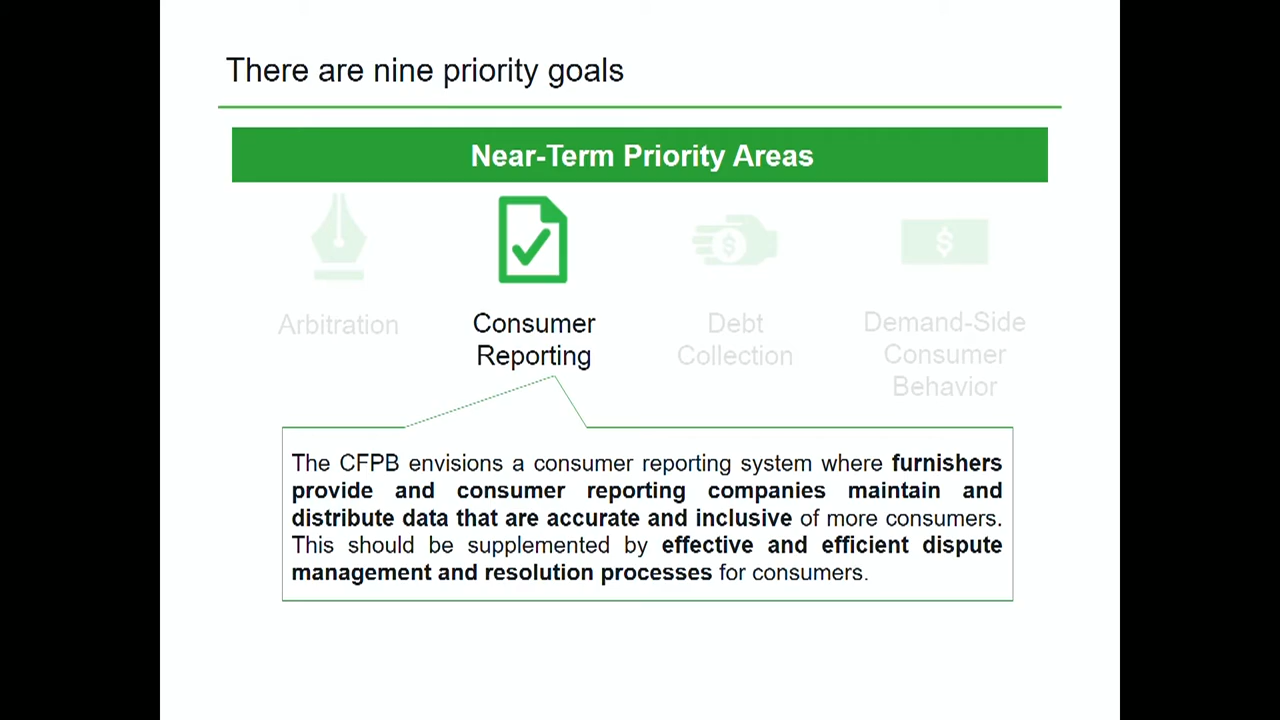 There are nine priority goals
Near-Term Priority Areas
$
$
Arbitration
Consumer
Reporting
Debt
Collection
Demand-Side
Consumer
Behavior
The CFPB envisions a consumer reporting system where furnishers
provide and consumer reporting companies maintain and
distribute data that are accurate and inclusive of more consumers.
This should be supplemented by effective and efficient dispute
management and resolution processes for consumers.